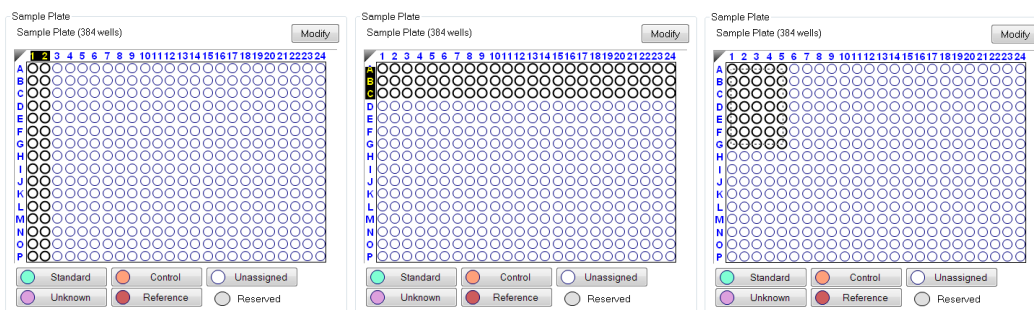 Sample Plate
Sample Plate (384 wells)
Modify
1 2 3 4 5 6 7 8 9 10 11 12 13 14 15 16 17 18 19 20 21 22 23 24
A
B
C
D
E
F
G
H
I
J
K
L
M
N
O
P
Standard
Control
Unassigned
Unknown
Reference
Reserved
Sample Plate
Sample Plate (384 wells)
Modify
1 2 3 4 5 6 7 8 9 10 11 12 13 14 15 16 17 18 19 20 21 22 23 24
A
B
C
D
E
F
G
H
I
J
K
L
M
N
O
P
Standard
Control
Unassigned
Unknown
Reference
Reserved
Sample Plate
Sample Plate (384 wells)
Modify
1 2 3 4 5 6 7 8 9 10 11 12 13 14 15 16 17 18 19 20 21 22 23 24
A
B
C
D
E
F
G
H
I
J
K
L
M
N
O
P
Standard
Control
Unassigned
Unknown
Reference
Reserved